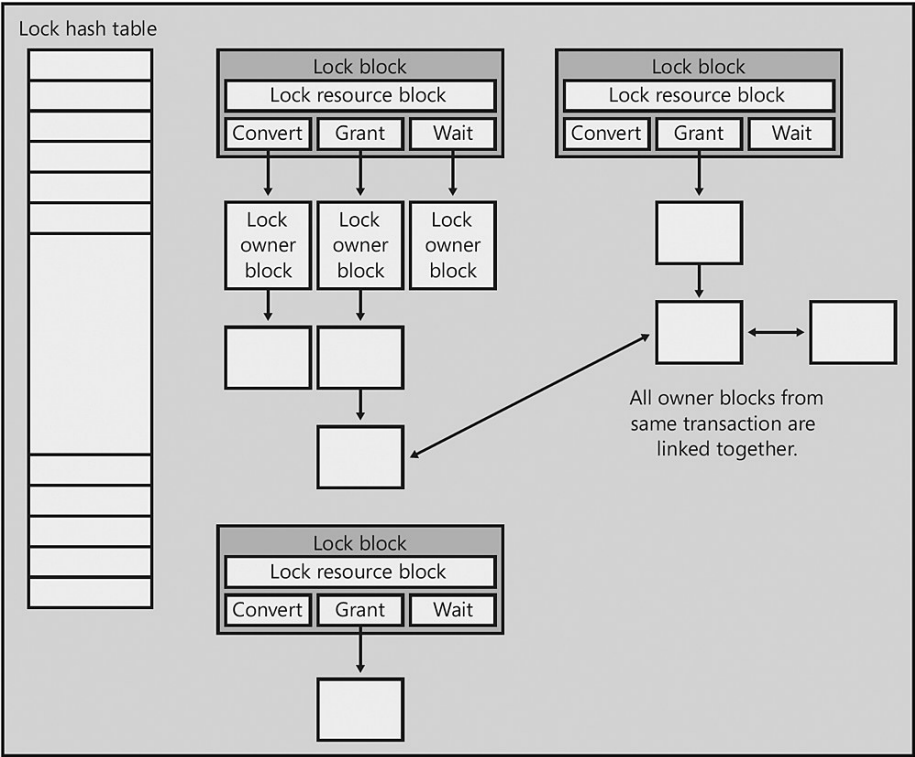 Lock hash table
Lock block
Lock resource block
Convert Grant Wait
Lock owner block
Lock owner block
Lock owner block
Lock block
Lock resource block
Convert Grant Wait
All owner blocks from
same transaction are
linked together.
Lock block
Lock resource block
Convert Grant Wait